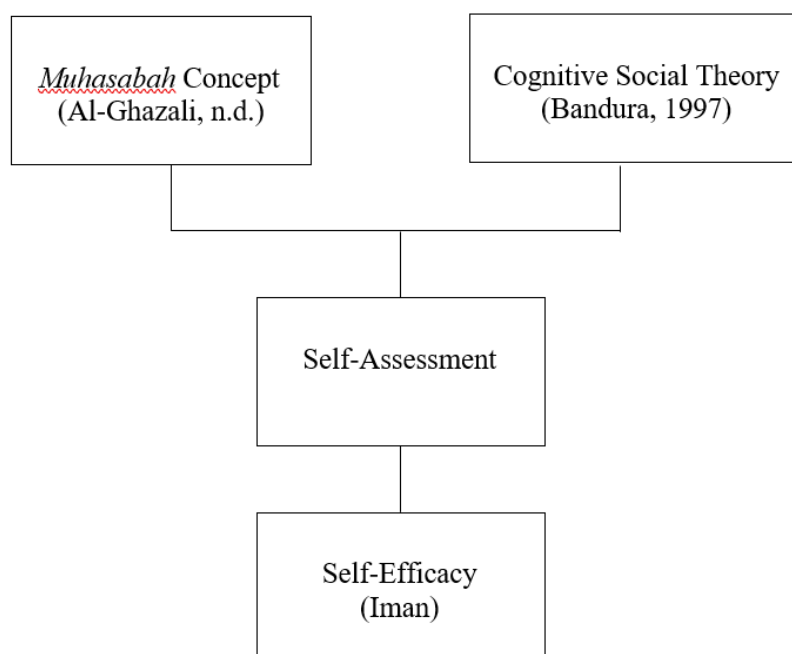 Muhasabah Concept
(Al-Ghazali, n.d.)
Cognitive Social Theory
(Bandura, 1997)
Self-Assessment
Self-Efficacy
(Iman)